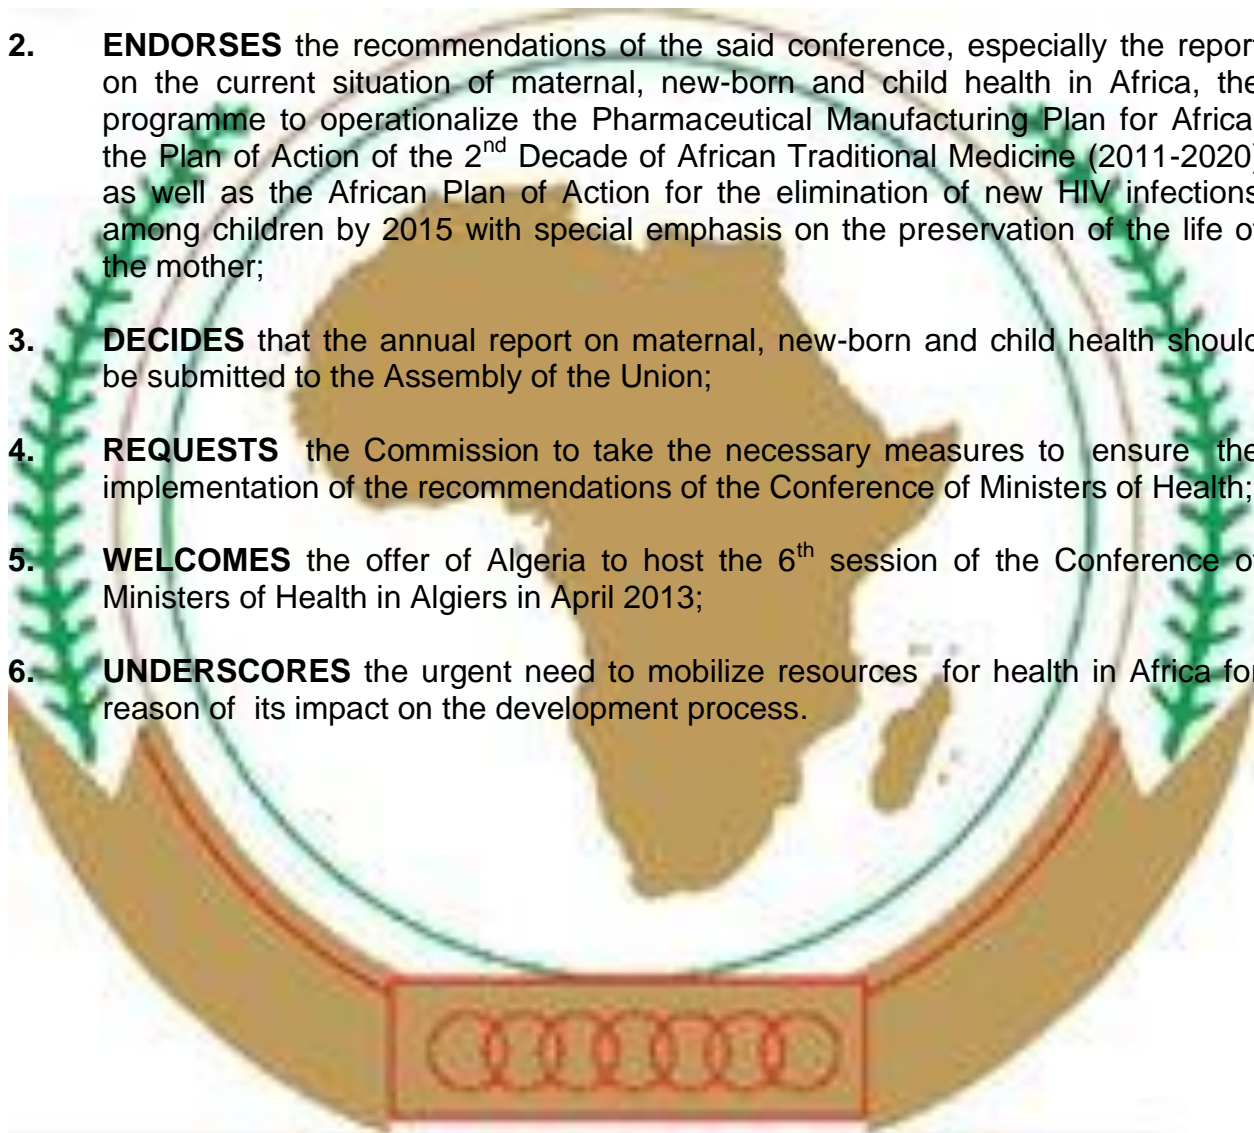 2. ENDORSES the recommendations of the said conference, especially the report
on the current situation of maternal, new-born and child health in Africa, the
programme to operationalize the Pharmaceutical Manufacturing Plan for Africa,
the Plan of Action of the 2nd Decade of African Traditional Medicine (2011-2020)
as well as the African Plan of Action for the elimination of new HIV infections
among children by 2015 with special emphasis on the preservation of the life of
the mother;
3. DECIDES that the annual report on maternal, new-born and child health should
be submitted to the Assembly of the Union;
4. REQUESTS the Commission to take the necessary measures to ensure the
implementation of the recommendations of the Conference of Ministers of Health;
5. WELCOMES the offer of Algeria to host the 6th session of the Conference of
Ministers of Health in Algiers in April 2013;
6. UNDERSCORES the urgent need to mobilize resources for health in Africa for
reason of its impact on the development process.